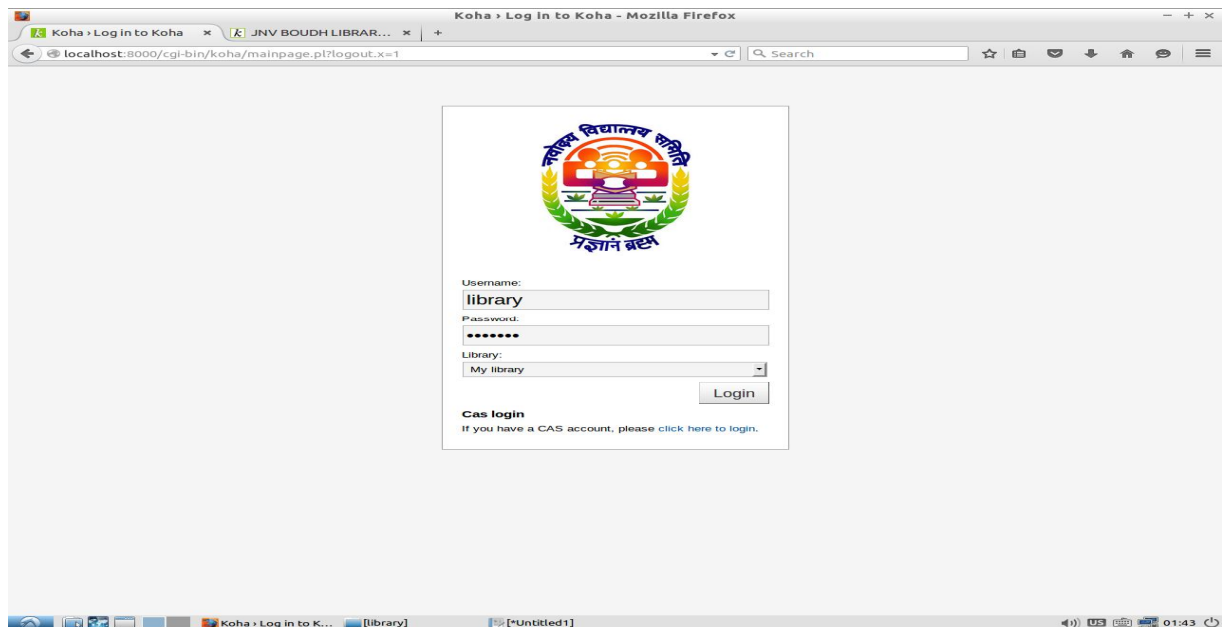 Koha › Log in to Koha - Mozilla Firefox
Koha › Log in to Koha
JNV BOUDH LIBRAR...
localhost:8000/cgi-bin/koha/mainpage.pl?logout.x=1
Search
नवोदय विद्यालय समिति
प्रज्ञानं ब्रह्म
Username:
library
Password:
•••••••
Library:
My library
Login
Cas login
If you have a CAS account, please click here to login.
Koha › Log in to K...
[library]
[*Untitled1]
US
01:43